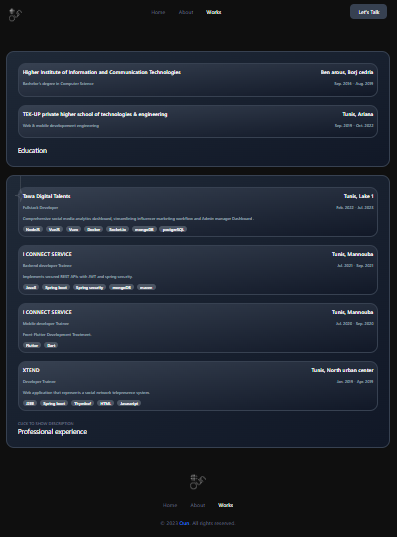 Home About Works
Let's Talk
Higher Institute of Information and Communication Technologies
Ben arous, Borj cedria
Bachelor's degree in Computer Science
Sep. 2016 - Aug. 2019
TEK-UP private higher school of technologies & engineering
Tunis, Ariana
Web & mobile developement engineering
Sep. 2019 - Oct. 2022
Education
Tawa Digital Talents
Tunis, Lake 1
Fullstack Developer
Feb. 2022 - Jul. 2023
Comprehensive social media analytics dashboard, streamlining influencer marketing workflow and Admin manager Dashboard.
NodeJS VueJS Vuex Docker Socket.io mongoDB postgreSQL
I CONNECT SERVICE
Tunis, Mannouba
Backend developer Trainee
Jul. 2021 - Sep. 2021
Implements secured REST APIs with JWT and spring security
JavaS Spring boot Spring security mongoDB maven
I CONNECT SERVICE
Tunis, Mannouba
Mobile developer Trainee
Jul. 2020 - Sep. 2020
Front Flutter Development Treatment.
Flutter Dart
XTEND
Tunis, North urban center
Developer Trainee
Jan. 2019 - Apr. 2019
Web application that represents a social network telepresence system.
J2EE Spring boot Thymleaf HTML Javascript
CLICK TO SHOW DESCRIPTION
Professional experience
Home About Works
© 2023 Ous. All rights reserved.